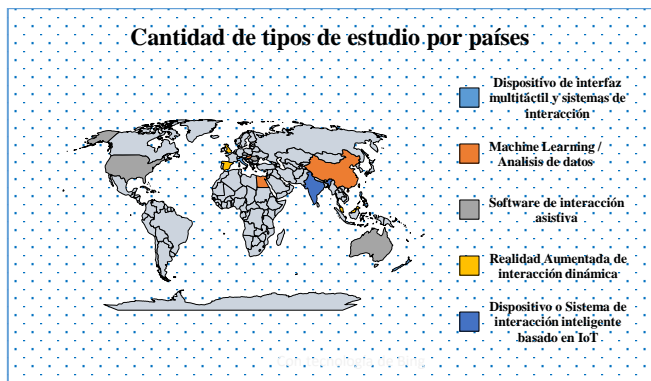 Cantidad de tipos de estudio por países
Dispositivo de interfaz
multitáctil y sistemas de
interacción
Machine Learning /
Analisis de datos
Software de interacción
asistiva
Realidad Aumentada de
interacción dinámica
Dispositivo o Sistema de
interacción inteligente
basado en IoT